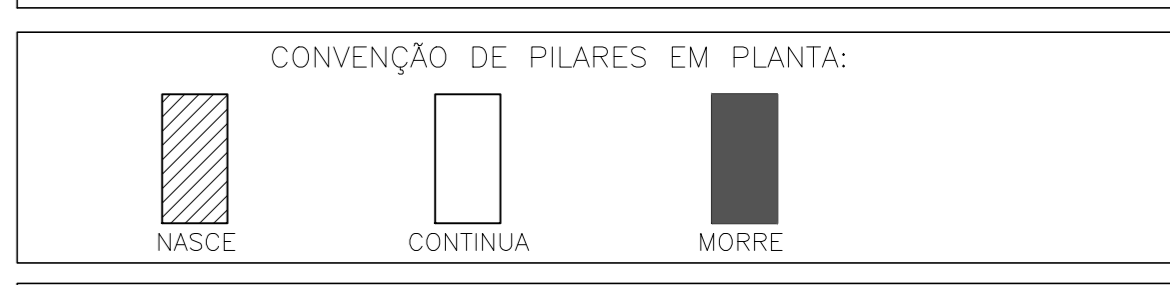 CONVENÇÃO DE PILARES EM PLANTA:
NASCE CONTINUA MORRE